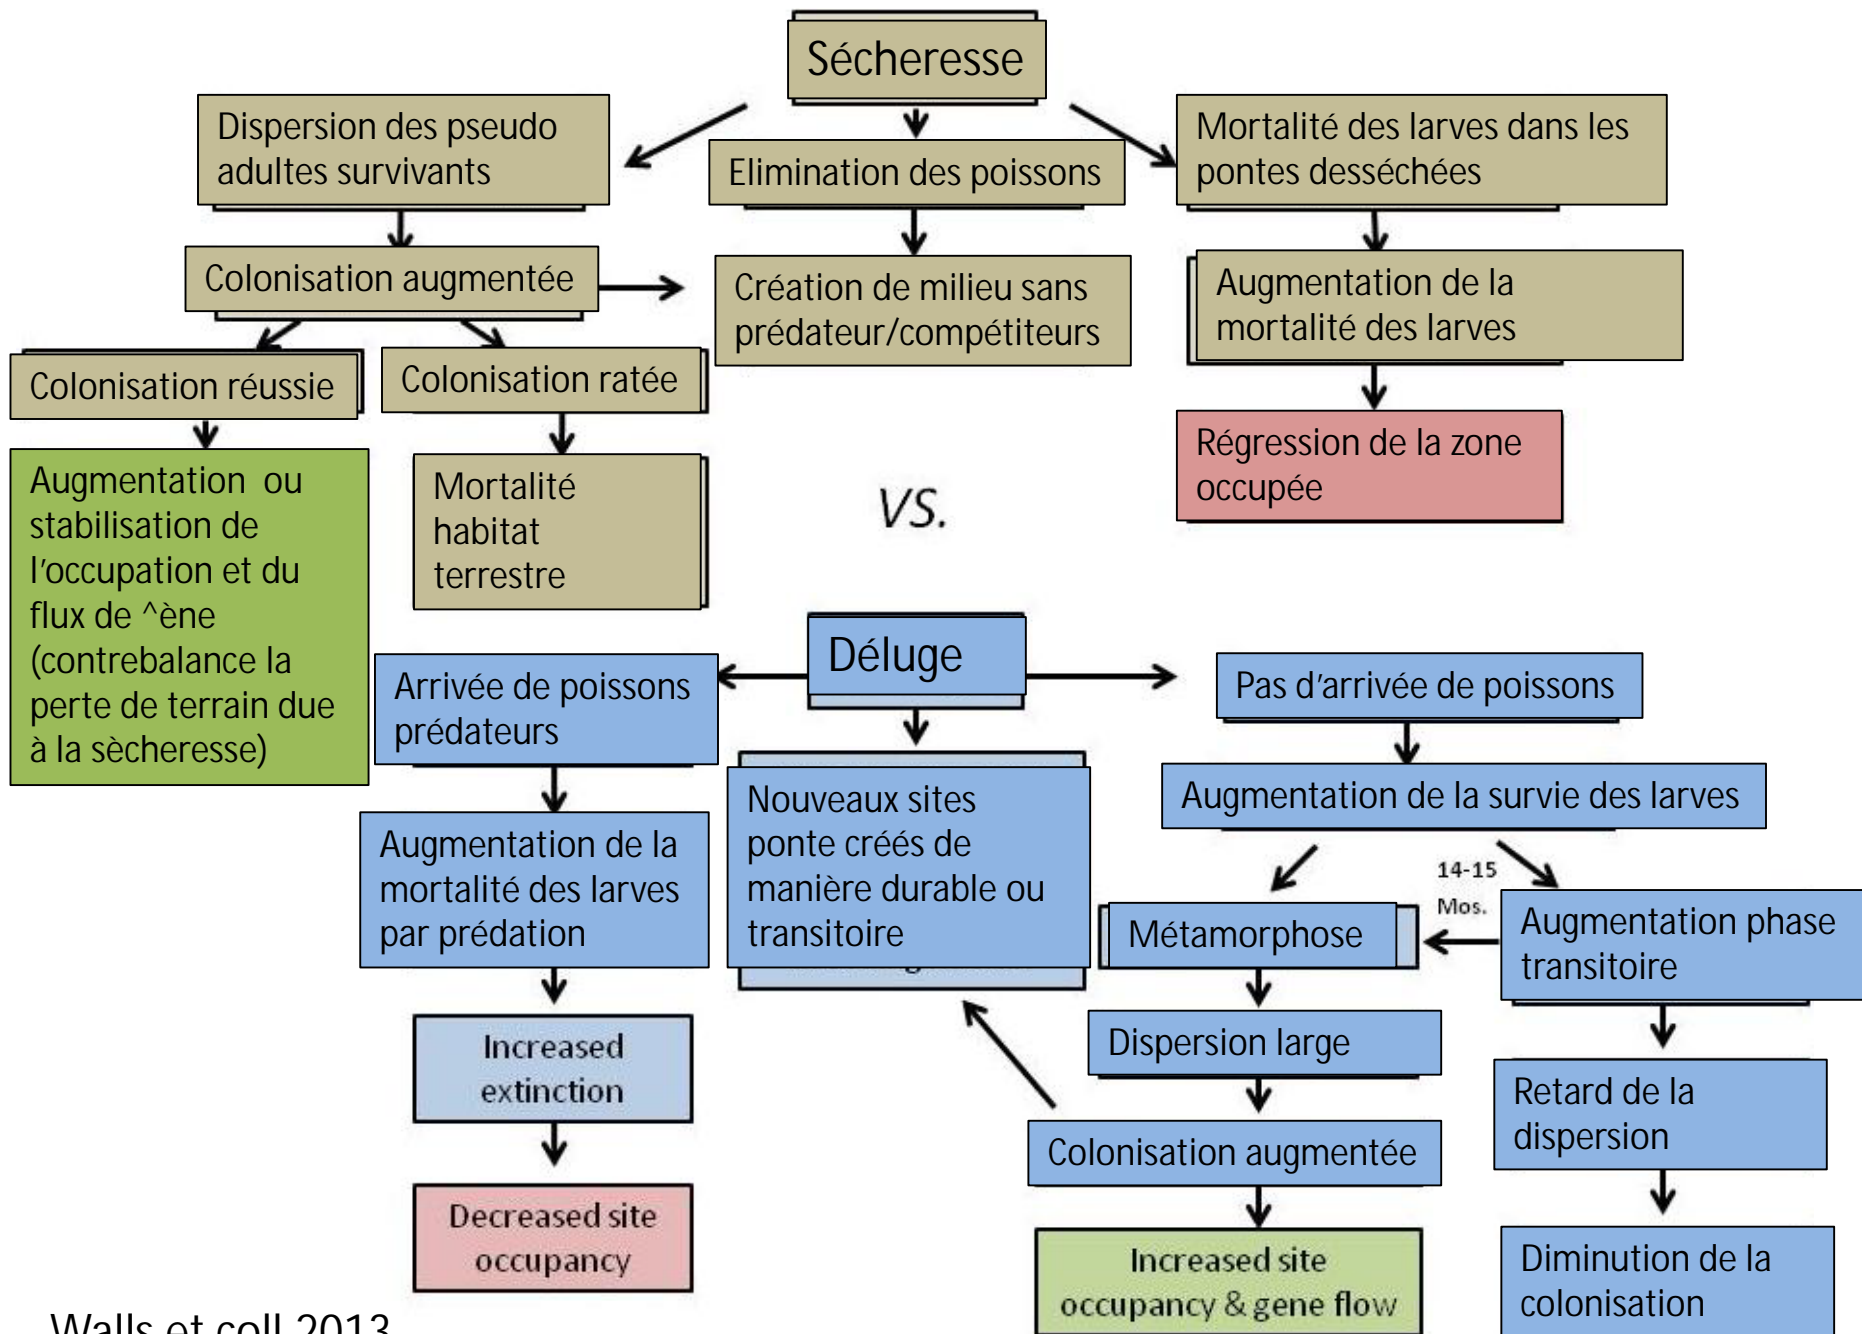 Sécheresse
Dispersion des pseudo
adultes survivants
Elimination des poissons
Mortalité des larves dans les
pontes desséchées
Colonisation augmentée
Création de milieu sans
prédateur/compétiteurs
Augmentation de la
mortalité des larves
Colonisation réussie
Colonisation ratée
Régression de la zone
occupée
Augmentation ou
stabilisation de
l'occupation et du
flux de ^ène
(contrebalance la
perte de terrain due
à la sècheresse)
Mortalité
habitat
terrestre
VS.
Déluge
Arrivée de poissons
prédateurs
Pas d'arrivée de poissons
Augmentation de la
mortalité des larves
par prédation
Nouveaux sites
ponte créés de
manière durable ou
transitoire
Augmentation de la survie des larves
14-15
Mos.
Métamorphose
Augmentation phase
transitoire
Increased
extinction
Dispersion large
Retard de la
dispersion
Colonisation augmentée
Decreased site
occupancy
Increased site
occupancy & gene flow
Diminution de la
colonisation
Walls et coll 2013